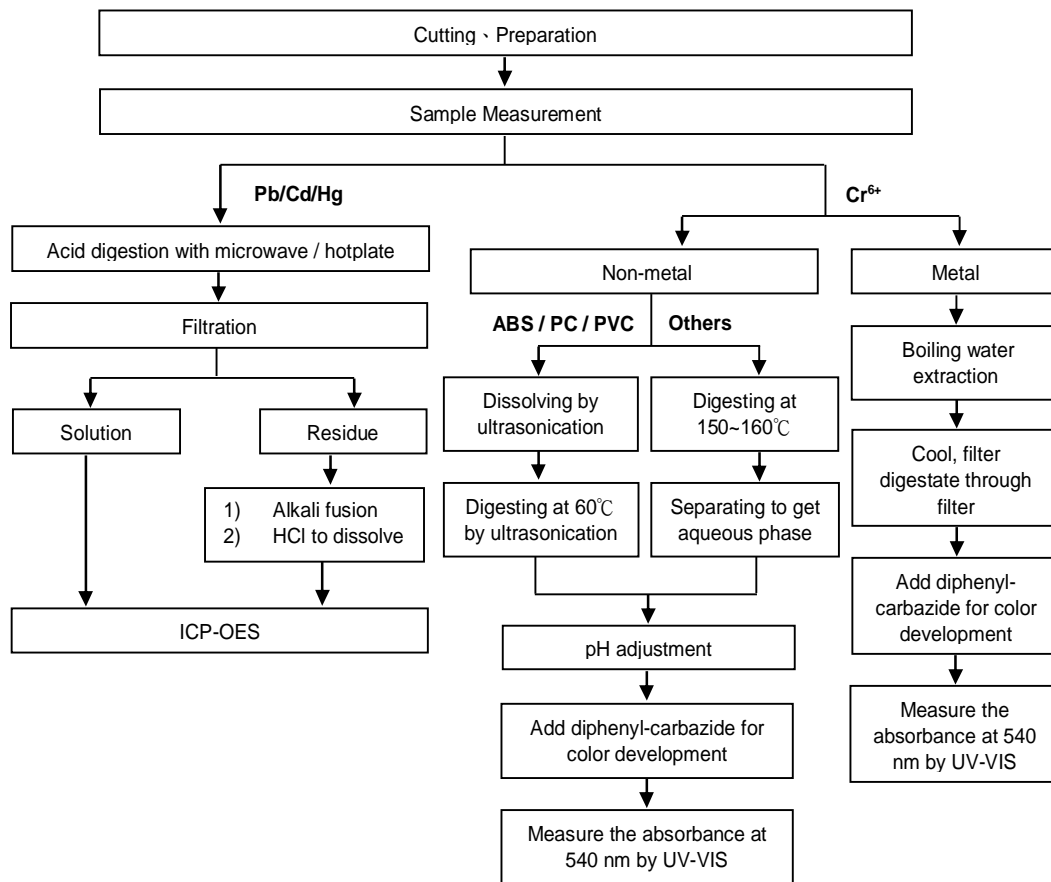 Cutting、Preparation
Sample Measurement
Pb/Cd/Hg
Cr6+
Acid digestion with microwave / hotplate
Non-metal
Metal
Filtration
ABS / PC / PVC
Others
Boiling water
extraction
Solution
Residue
Dissolving by
ultrasonication
Digesting at
150~160℃
Cool, filter
digestate through
filter
1) Alkali fusion
2) HCl to dissolve
Digesting at 60℃
by ultrasonication
Separating to get
aqueous phase
Add diphenyl-
carbazide for color
development
ICP-OES
pH adjustment
Measure the
absorbance at 540
nm by UV-VIS
Add diphenyl-carbazide for
color development
Measure the absorbance at
540 nm by UV-VIS